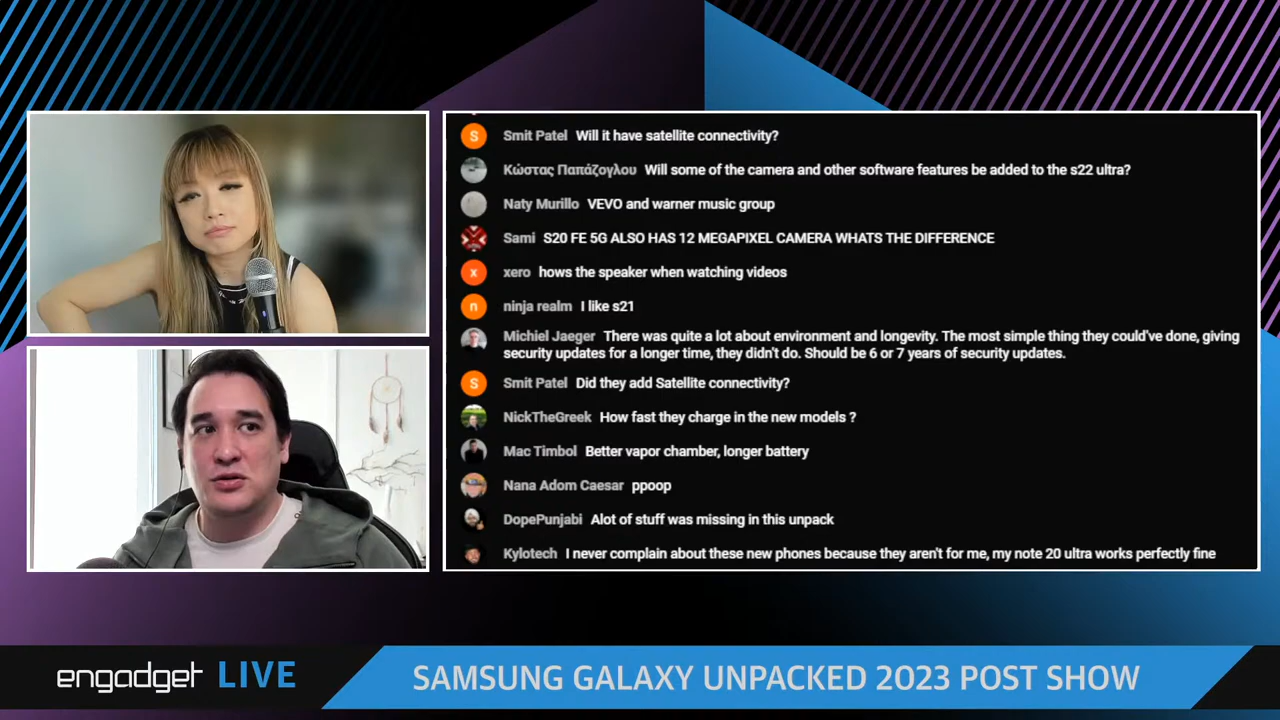 S Smit Patel Will it have satellite connectivity?
Κώστας Παπάζογλου Will some of the camera and other software features be added to the s22 ultra?
Naty Murillo VEVO and warner music group
Sami S20 FE 5G ALSO HAS 12 MEGAPIXEL CAMERA WHATS THE DIFFERENCE
x xero hows the speaker when watching videos
n ninja realm I like s21
Michiel Jaeger There was quite a lot about environment and longevity. The most simple thing they could've done, giving
security updates for a longer time, they didn't do. Should be 6 or 7 years of security updates.
S Smit Patel Did they add Satellite connectivity?
NickTheGreek How fast they charge in the new models ?
Mac Timbol Better vapor chamber, longer battery
Nana Adom Caesar ppoop
DopePunjabi Alot of stuff was missing in this unpack
Kylotech I never complain about these new phones because they aren't for me, my note 20 ultra works perfectly fine
engadget LIVE
SAMSUNG GALAXY UNPACKED 2023 POST SHOW